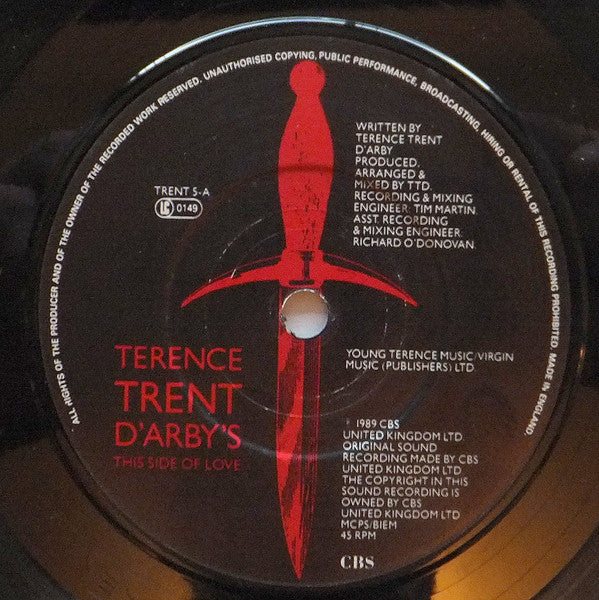 ALL RIGHTS OF THE PRODUCER AND OF THE OWNER OF THE RECORDED WORK RESERVED. UNAUTHORISED COPYING, PUBLIC PERFORMANCE, BROADCASTING, HIRING OR RENTAL OF THIS RECORDING PROHIBITED. MADE IN ENGLAND.
TRENT 5-A
LC 0149
WRITTEN BY
TERENCE TRENT
D'ARBY
PRODUCED.
ARRANGED &
MIXED BY TTD.
RECORDING & MIXING
ENGINEER: TIM MARTIN.
ASST. RECORDING
& MIXING ENGINEER.
RICHARD O'DONOVAN.
TERENCE
TRENT
D'ARBY'S
THIS SIDE OF LOVE
YOUNG TERENCE MUSIC/VIRGIN
MUSIC (PUBLISHERS) LTD
1989 CBS
UNITED KINGDOM LTD.
ORIGINAL SOUND
RECORDING MADE BY CBS
UNITED KINGDOM LTD
THE COPYRIGHT IN THIS
SOUND RECORDING IS
OWNED BY CBS
UNITED KINGDOM LTD
MCPS/BIEM
45 RPM
CBS